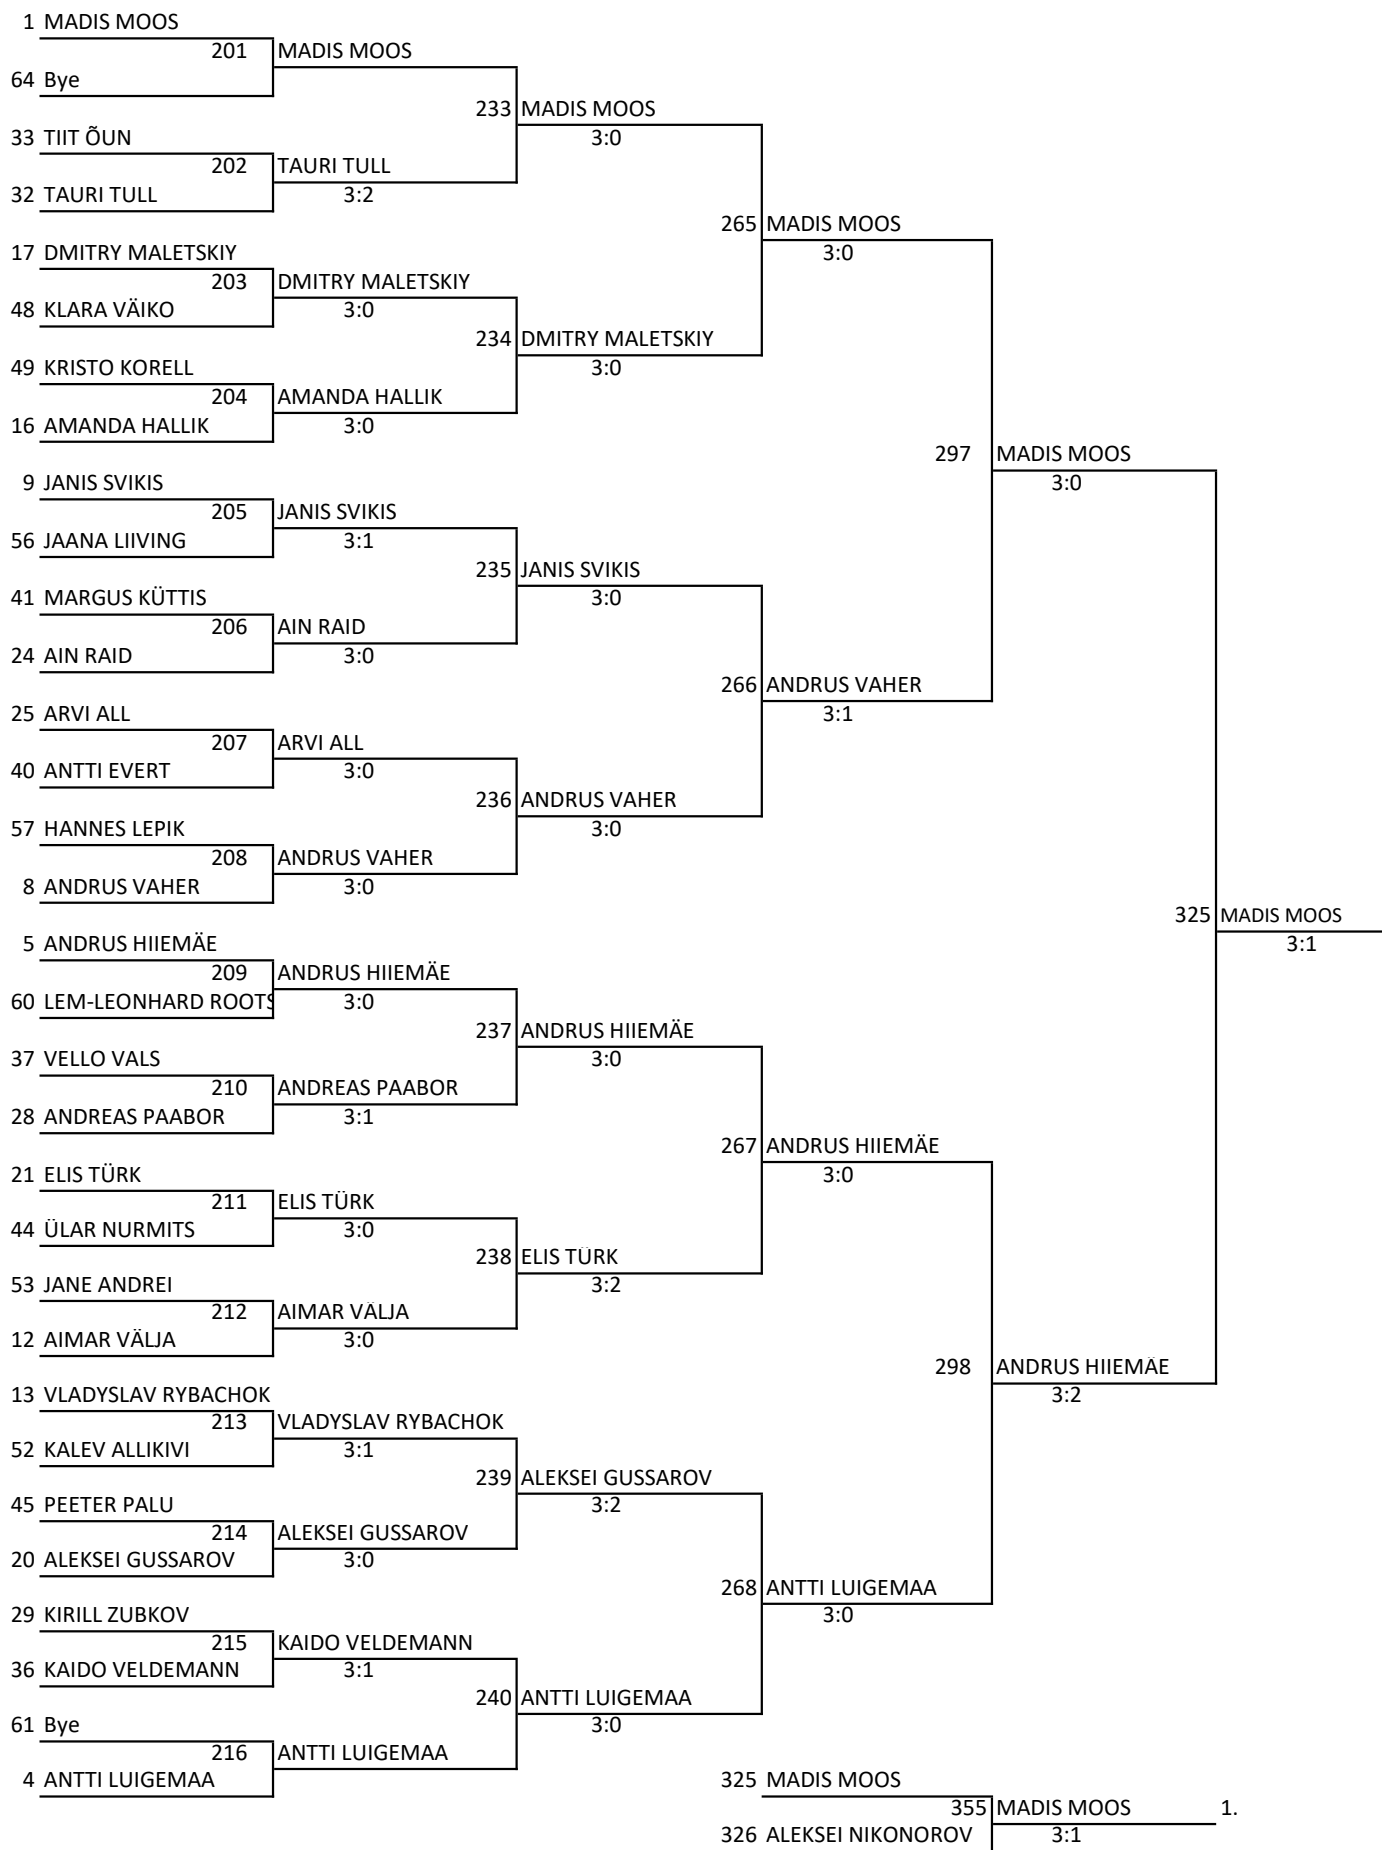 1 MADIS MOOS
201 MADIS MOOS
64 Bye
233 MADIS MOOS
3:0
33 TIIT ÕUN
202 TAURI TULL
3:2
32 TAURI TULL
265 MADIS MOOS
3:0
17 DMITRY MALETSKIY
203 DMITRY MALETSKIY
3:0
48 KLARA VÄIKO
234 DMITRY MALETSKIY
3:0
49 KRISTO KORELL
204 AMANDA HALLIK
3:0
16 AMANDA HALLIK
297 MADIS MOOS
3:0
9 JANIS SVIKIS
205 JANIS SVIKIS
3:1
56 JAANA LIIVING
235 JANIS SVIKIS
3:0
41 MARGUS KÜTTIS
206 AIN RAID
3:0
24 AIN RAID
266 ANDRUS VAHER
3:1
25 ARVI ALL
207 ARVI ALL
3:0
40 ANTTI EVERT
236 ANDRUS VAHER
3:0
57 HANNES LEPIK
208 ANDRUS VAHER
3:0
8 ANDRUS VAHER
325 MADIS MOOS
3:1
5 ANDRUS HIIEMÄE
209 ANDRUS HIIEMÄE
3:0
60 LEM-LEONHARD ROOTS
237 ANDRUS HIIEMÄE
3:0
37 VELLO VALS
210 ANDREAS PAABOR
3:1
28 ANDREAS PAABOR
267 ANDRUS HIIEMÄE
3:0
21 ELIS TÜRK
211 ELIS TÜRK
3:0
44 ÜLAR NURMITS
238 ELIS TÜRK
3:2
53 JANE ANDREI
212 AIMAR VÄLJA
3:0
12 AIMAR VÄLJA
298 ANDRUS HIIEMÄE
3:2
13 VLADYSLAV RYBACHOK
213 VLADYSLAV RYBACHOK
3:1
52 KALEV ALLIKIVI
239 ALEKSEI GUSSAROV
3:2
45 PEETER PALU
214 ALEKSEI GUSSAROV
3:0
20 ALEKSEI GUSSAROV
268 ANTTI LUIGEMAA
3:0
29 KIRILL ZUBKOV
215 KAIDO VELDEMANN
3:1
36 KAIDO VELDEMANN
240 ANTTI LUIGEMAA
3:0
61 Bye
216 ANTTI LUIGEMAA
4 ANTTI LUIGEMAA
325 MADIS MOOS
355 MADIS MOOS 1.
326 ALEKSEI NIKONOROV 3:1